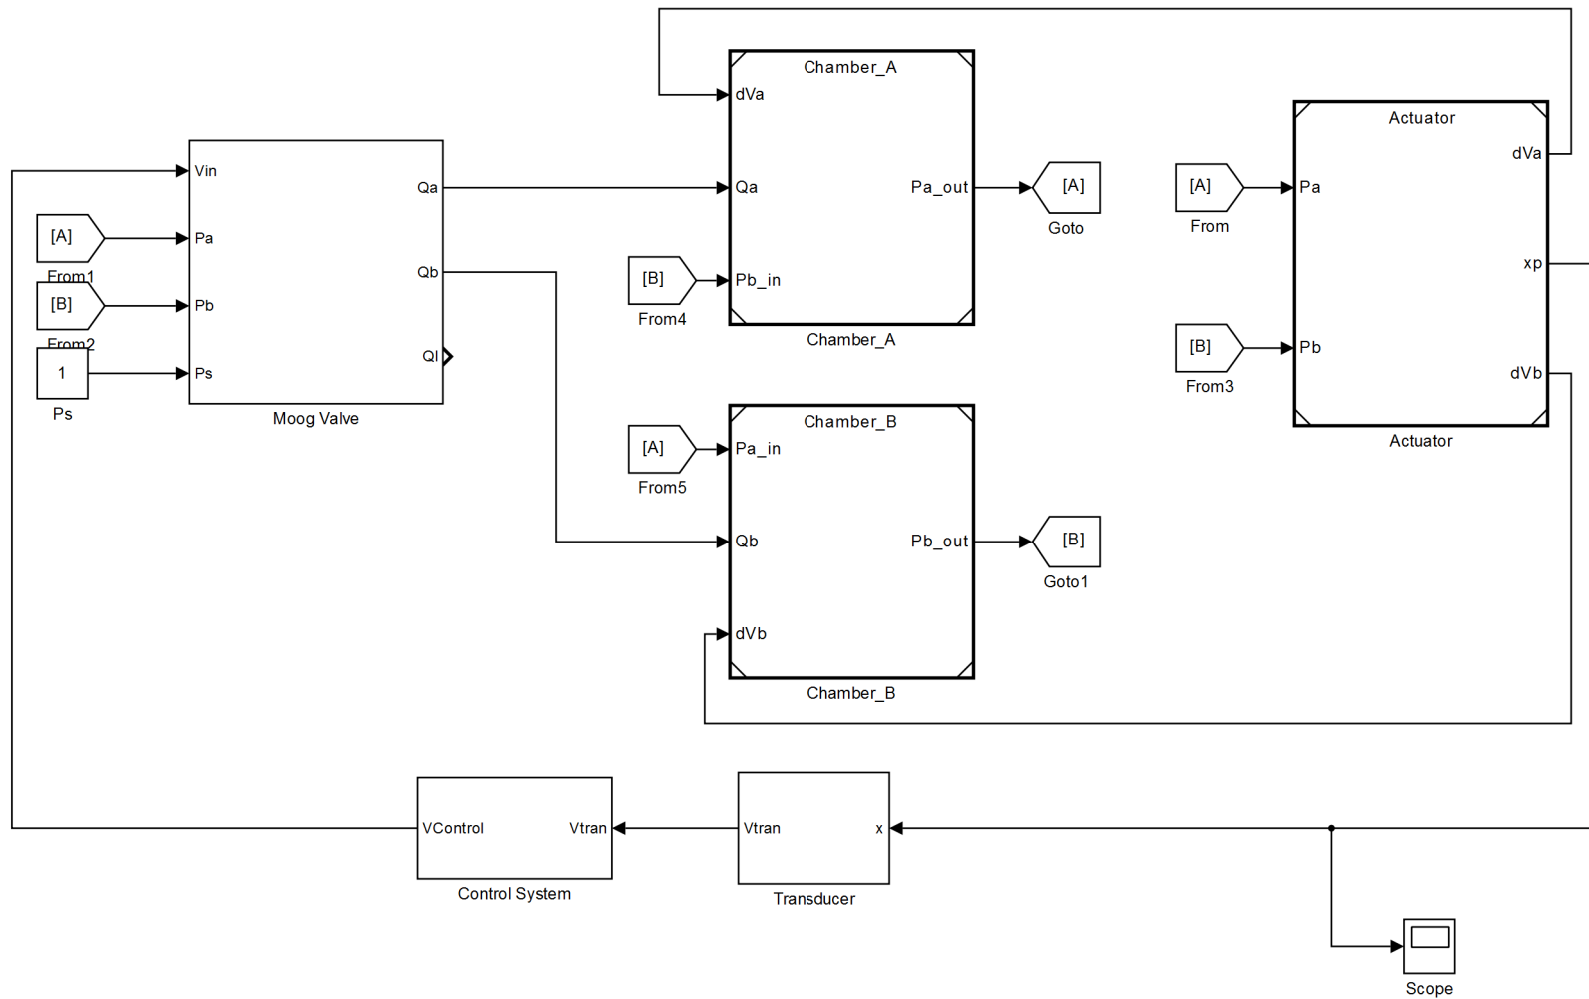 Chamber_A
dVa
Qa
Pb_in
Pa_out
Chamber_A
[A]
Goto
[B]
From4
Actuator
Pa
Pb
dVa
xp
dVb
Actuator
[A]
From
[B]
From3
Vin
Pa
Pb
Ps
Qa
Qb
Ql
Moog Valve
[A]
From1
[B]
From2
1
Ps
Chamber_B
Pa_in
Qb
dVb
Pb_out
Chamber_B
[A]
From5
[B]
Goto1
VControl
Vtran
Control System
Vtran
x
Transducer
Scope